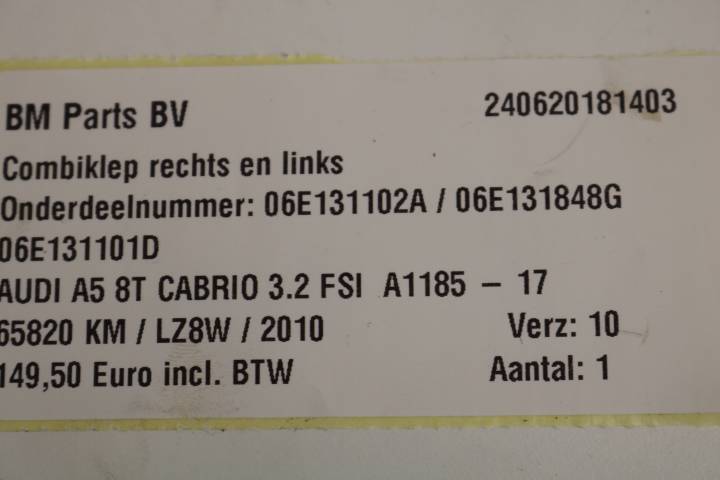 BM Parts BV 240620181403
Combiklep rechts en links
Onderdeelnummer: 06E131102A / 06E131848G
06E131101D
AUDI A5 8T CABRIO 3.2 FSI A1185 – 17
65820 KM / LZ8W / 2010 Verz: 10
149,50 Euro incl. BTW Aantal: 1